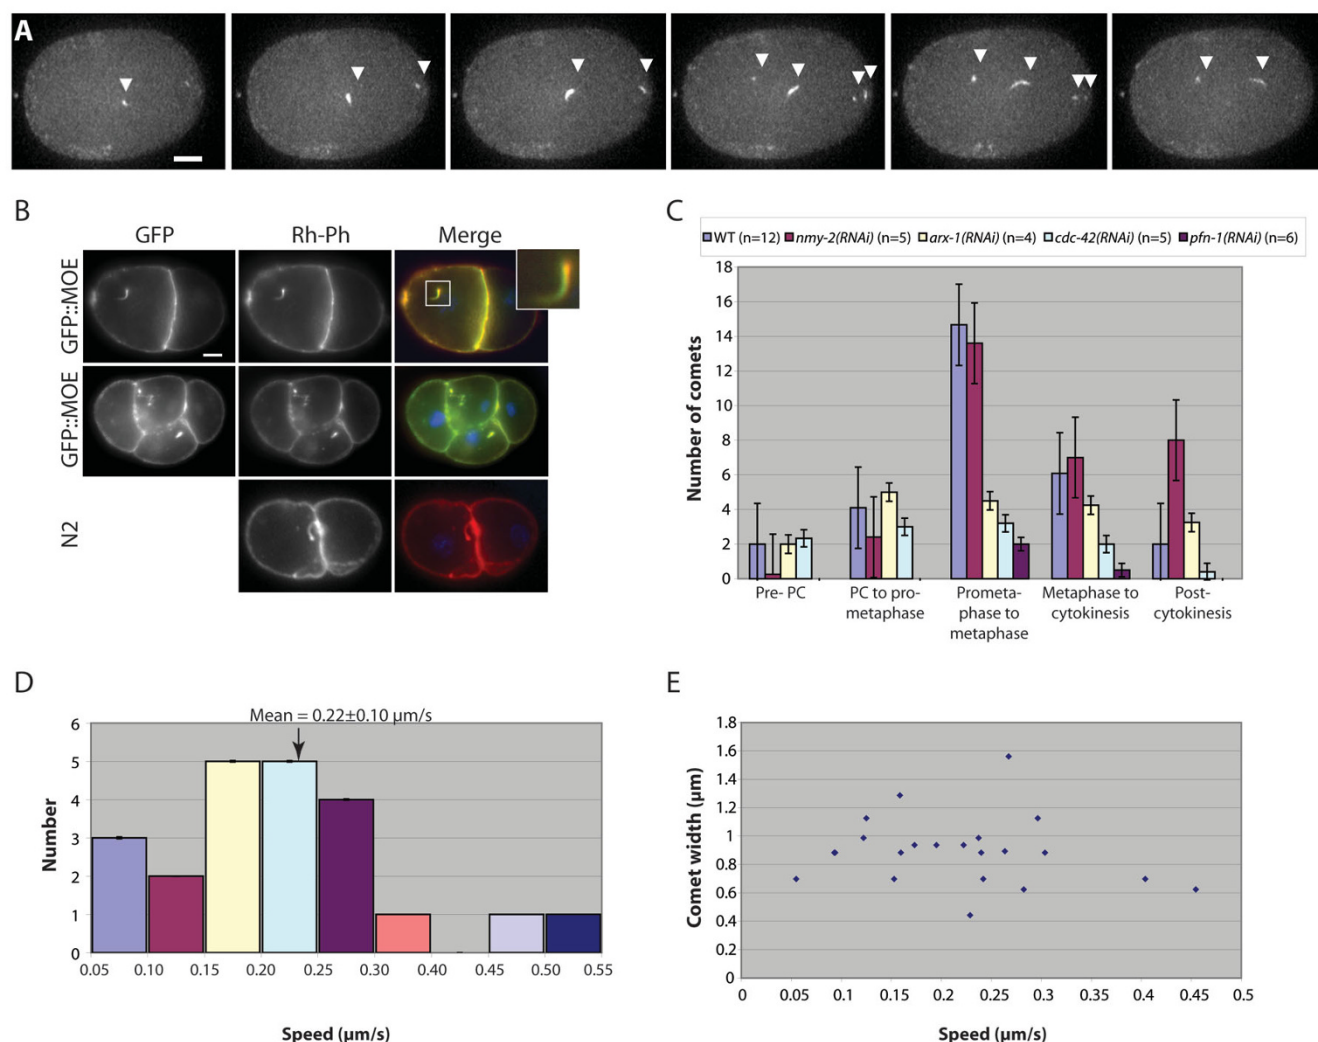 A
B
GFP
Rh-Ph
Merge
GFP::MOE
GFP::MOE
N2
C
WT (n=12) nmy-2(RNAi) (n=5) arx-1(RNAi) (n=4) cdc-42(RNAi) (n=5) pfn-1(RNAi) (n=6)
Number of comets
18
16
14
12
10
8
6
4
2
0
Pre- PC
PC to pro-
metaphase
Prometa-
phase to
metaphase
Metaphase to
cytokinesis
Post-
cytokinesis
D
Mean = 0.22±0.10 µm/s
Number
6
5
4
3
2
1
0
0.05 0.10 0.15 0.20 0.25 0.30 0.40 0.45 0.50 0.55
Speed (µm/s)
E
Comet width (µm)
1.8
1.6
1.4
1.2
1
0.8
0.6
0.4
0.2
0
0 0.05 0.1 0.15 0.2 0.25 0.3 0.35 0.4 0.45 0.5
Speed (µm/s)